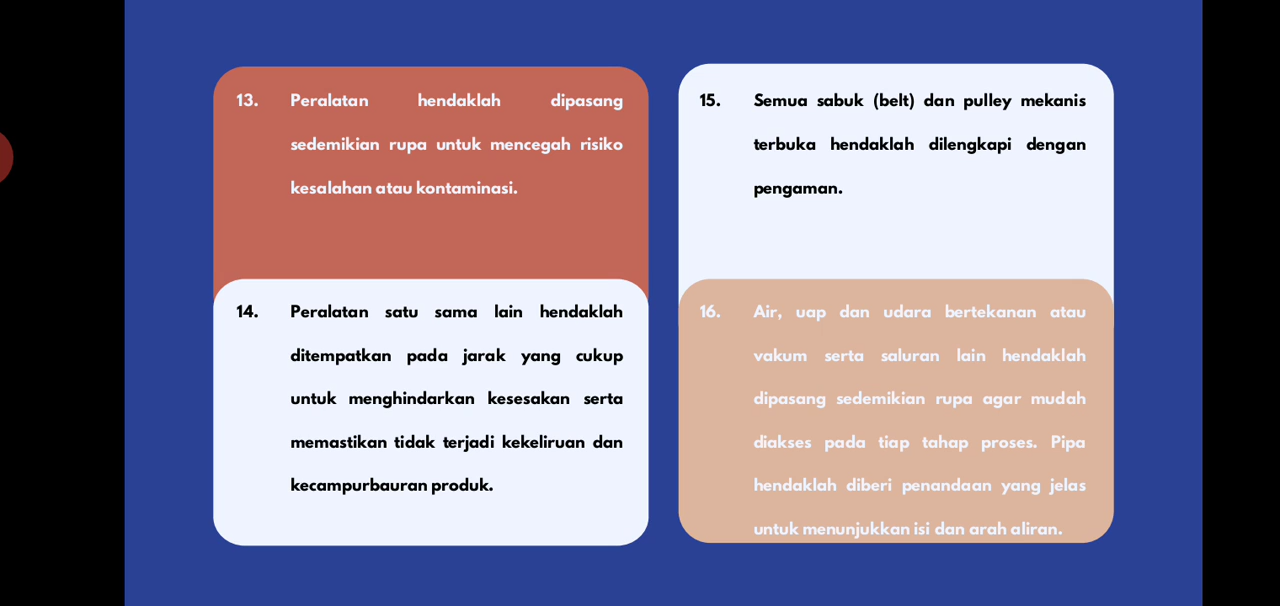 13. Peralatan hendaklah dipasang
sedemikian rupa untuk mencegah risiko
kesalahan atau kontaminasi.
14. Peralatan satu sama lain hendaklah
ditempatkan pada jarak yang cukup
untuk menghindarkan kesesakan serta
memastikan tidak terjadi kekeliruan dan
kecampurbauran produk.
15. Semua sabuk (belt) dan pulley mekanis
terbuka hendaklah dilengkapi dengan
pengaman.
16. Air, uap dan udara bertekanan atau
vakum serta saluran lain hendaklah
dipasang sedemikian rupa agar mudah
diakses pada tiap tahap proses. Pipa
hendaklah diberi penandaan yang jelas
untuk menunjukkan isi dan arah aliran.